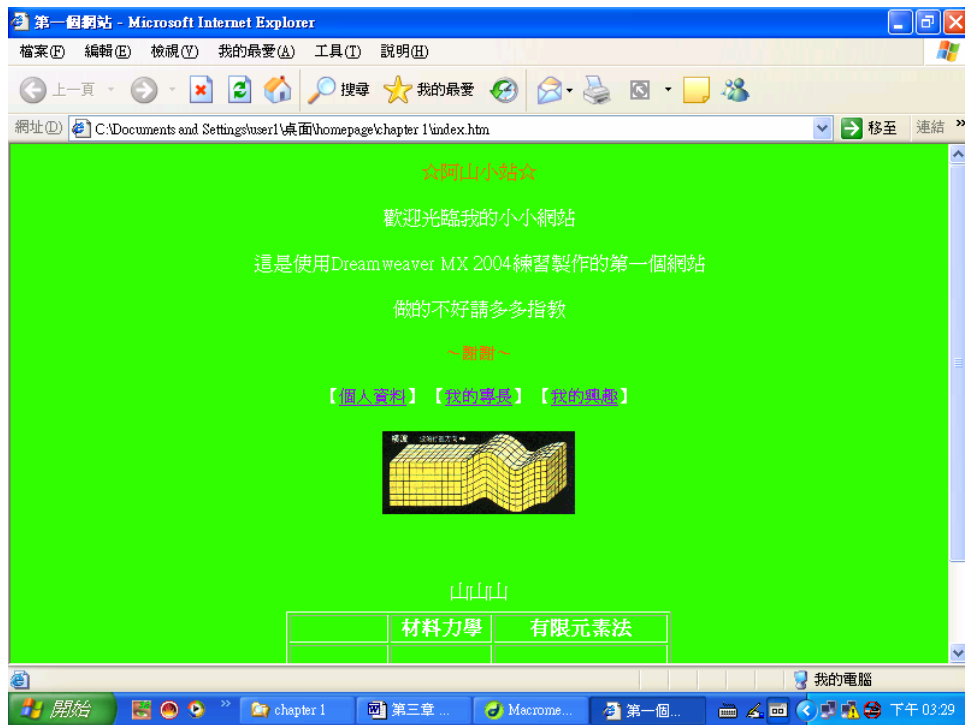 第一個網站 - Microsoft Internet Explorer
檔案(F) 編輯(E) 檢視(V) 我的最愛(A) 工具(T) 說明(H)
上一頁 搜尋 我的最愛
網址(D) C:\Documents and Settings\user1\桌面\homepage\chapter 1\index.htm 移至 連結 »
☆阿山小站☆
歡迎光臨我的小小網站
這是使用Dreamweaver MX 2004練習製作的第一個網站
做的不好請多多指教
~謝謝~
【個人資料】 【我的專長】 【我的興趣】
橫波
山山山
材料力學 有限元素法
我的電腦
開始 » chapter 1 第三章 ... Macrome... 第一個... 下午 03:29